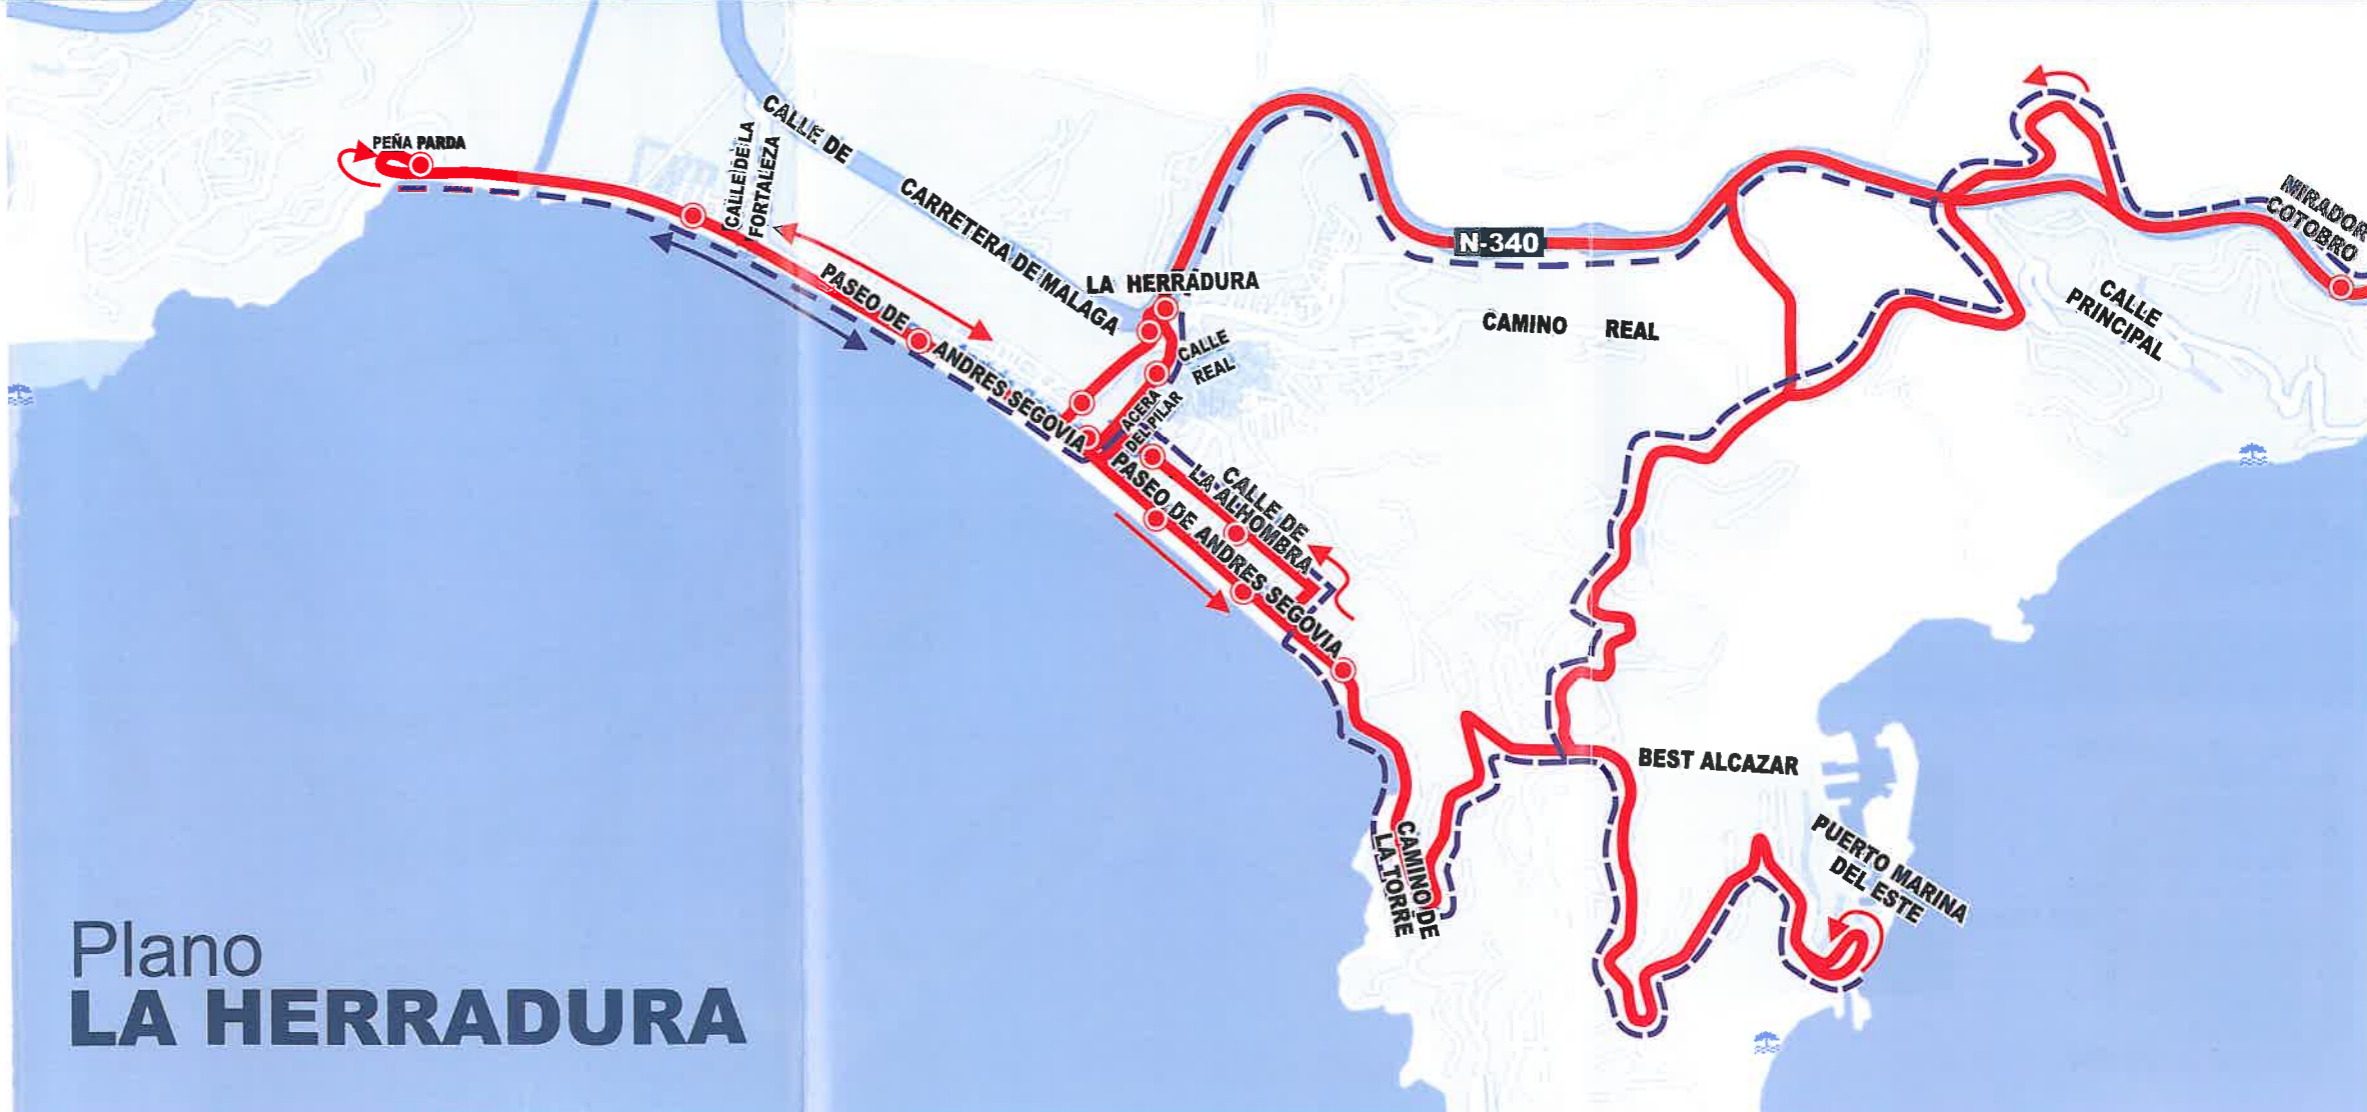 PEÑA PARDA
CALLE DE LA
FORTALEZA
CALLE DE
CARRETERA DE MALAGA
LA HERRADURA
N-340
MIRADOR
COTOBRO
CALLE
PRINCIPAL
CAMINO REAL
PASEO DE
ANDRES SEGOVIA
CALLE
REAL
ACERA
DEL PILAR
CALLE DE
LA ALHOMBRA
PASEO DE ANDRES SEGOVIA
BEST ALCAZAR
CAMINO DE
LA TORRE
PUERTO MARINA
DEL ESTE
Plano
LA HERRADURA